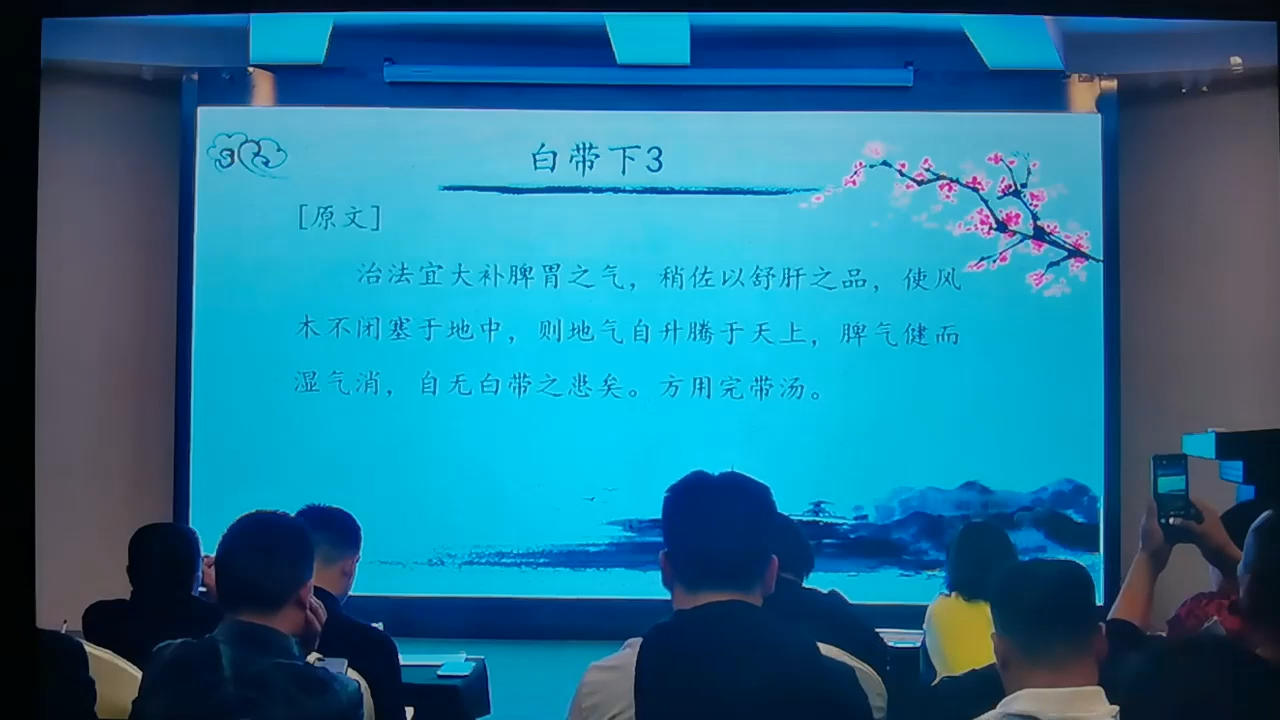 白带下3
[原文]
治法宜大补脾胃之气，稍佐以舒肝之品，使风
木不闭塞于地中，则地气自升腾于天上，脾气健而
湿气消，自无白带之患矣。方用完带汤。